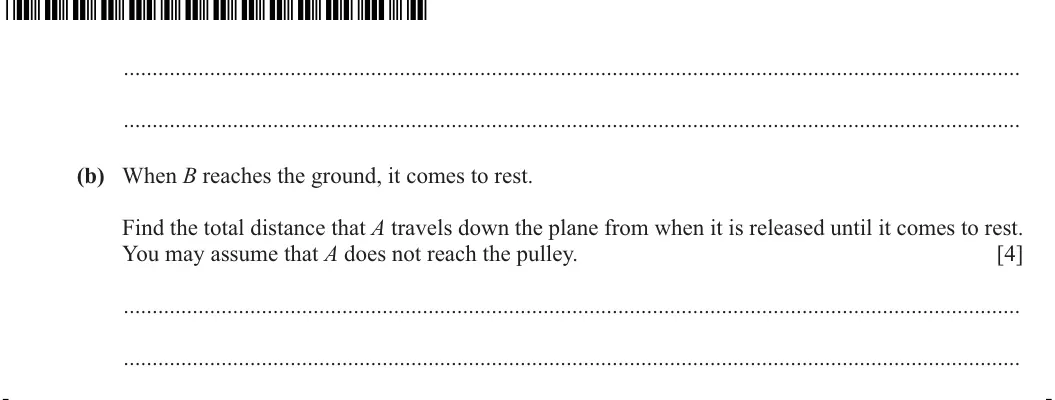 (b) When B reaches the ground, it comes to rest.
Find the total distance that A travels down the plane from when it is released until it comes to rest.
You may assume that A does not reach the pulley. [4]